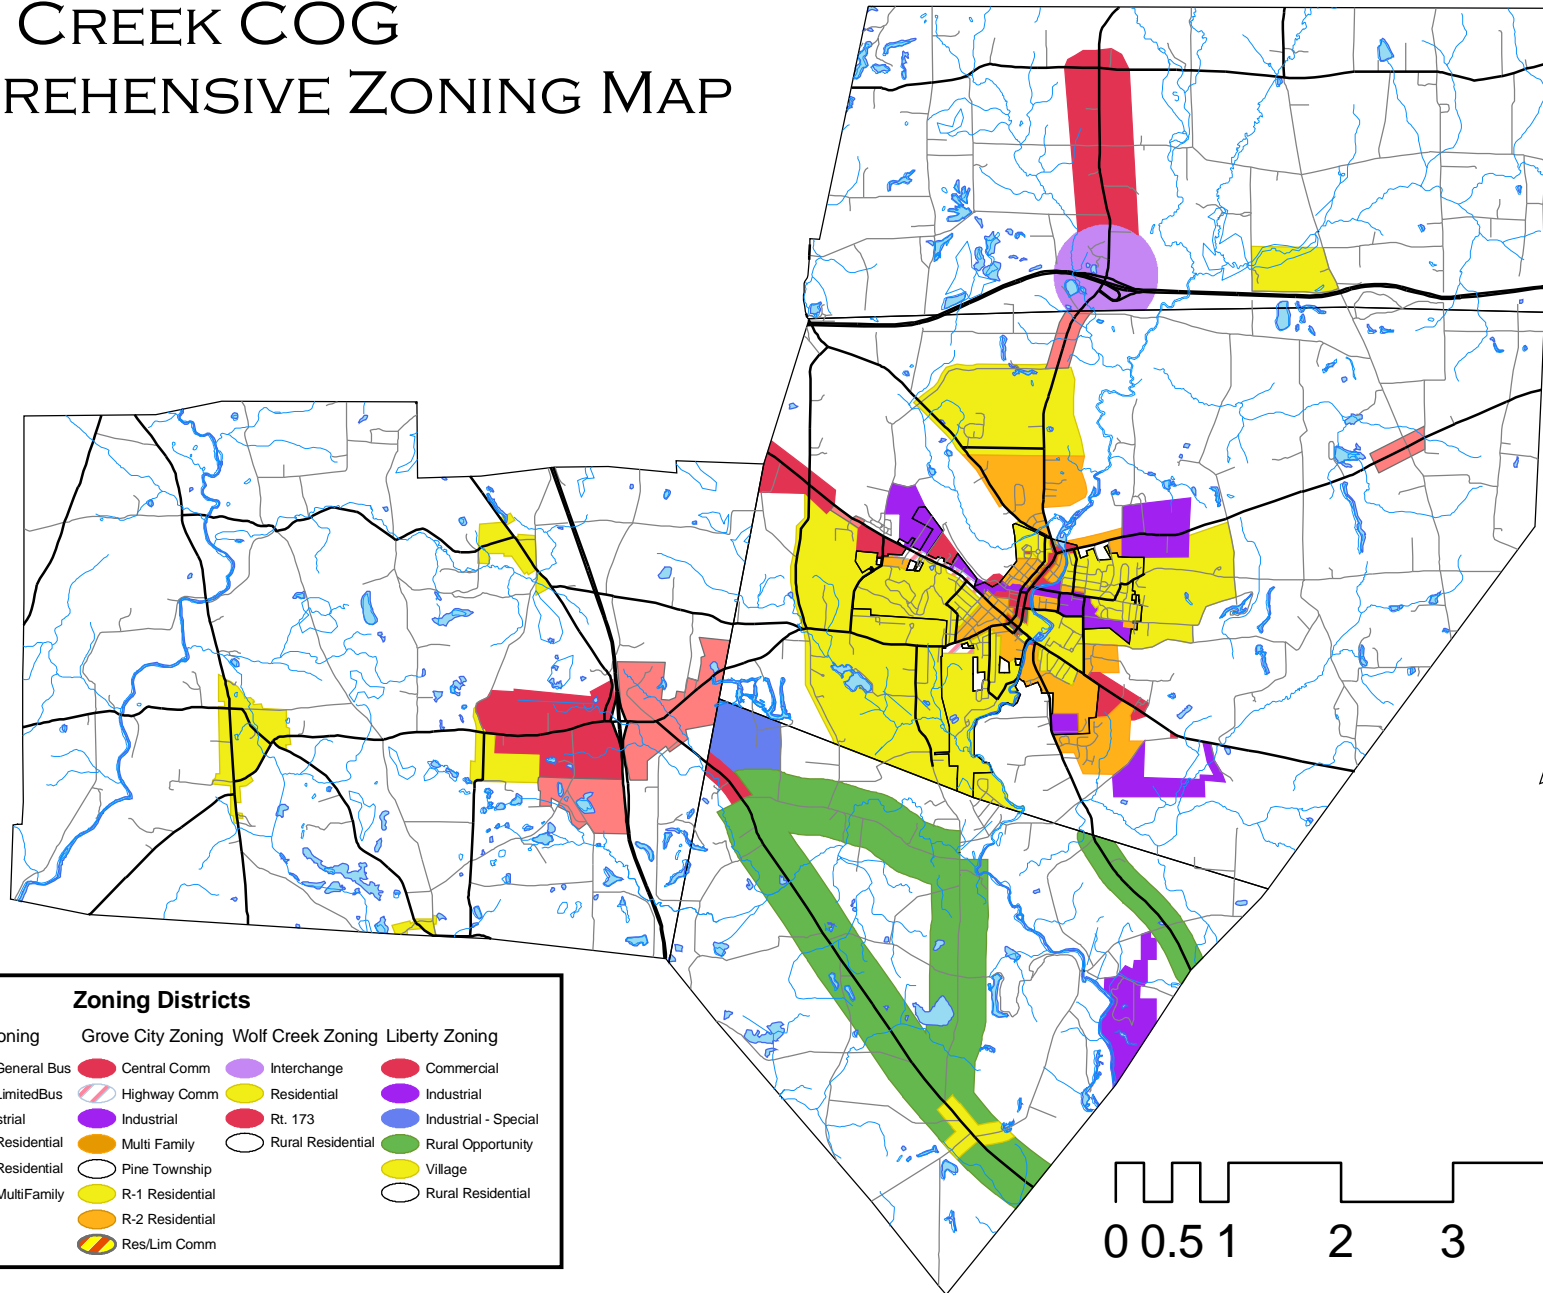 CREEK COG
REHENSIVE ZONING MAP
Zoning Districts
oning Grove City Zoning Wolf Creek Zoning Liberty Zoning
General Bus Central Comm Interchange Commercial
LimitedBus Highway Comm Residential Industrial
strial Industrial Rt. 173 Industrial - Special
Residential Multi Family Rural Residential Rural Opportunity
Residential Pine Township Village
MultiFamily R-1 Residential Rural Residential
R-2 Residential
Res/Lim Comm
0 0.5 1 2 3